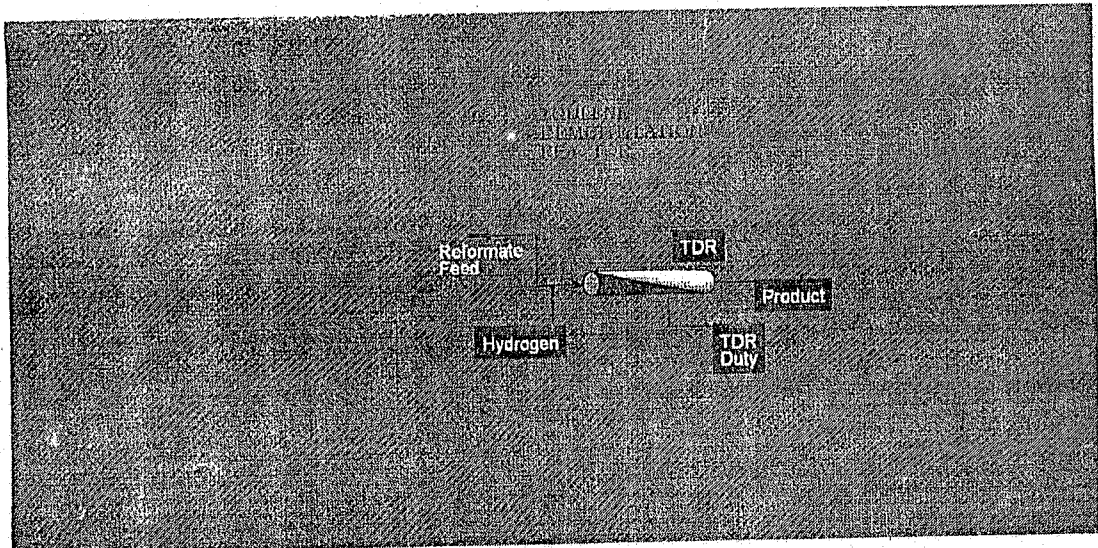 Reformate
Feed
TDR
Product
Hydrogen
TDR
Duty